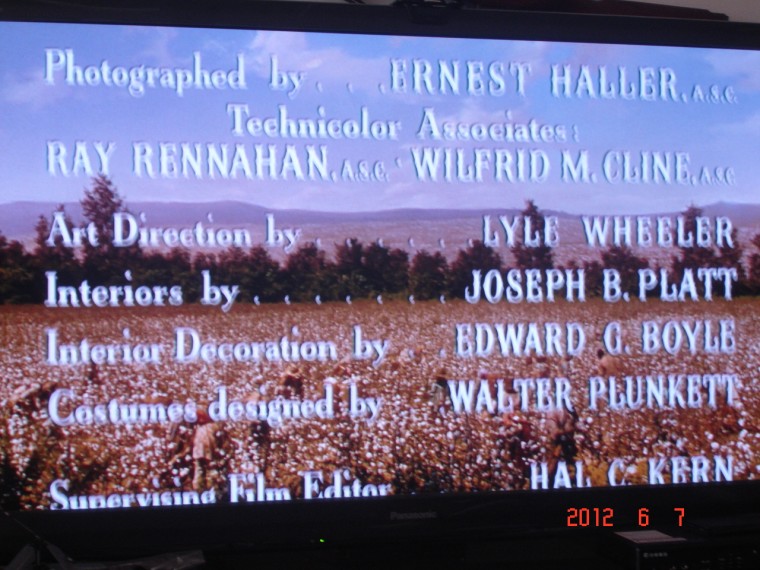 Photographed by . . . ERNEST HALLER, A.S.C.
Technicolor Associates:
RAY RENNAHAN, A.S.C. WILFRID M. CLINE, A.S.C.
Art Direction by . . . . . . . LYLE WHEELER
Interiors by . . . . . . . JOSEPH B. PLATT
Interior Decoration by . . EDWARD G. BOYLE
Costumes designed by WALTER PLUNKETT
Supervising Film Editor HAL C. KERN
Panasonic
2012 6 7